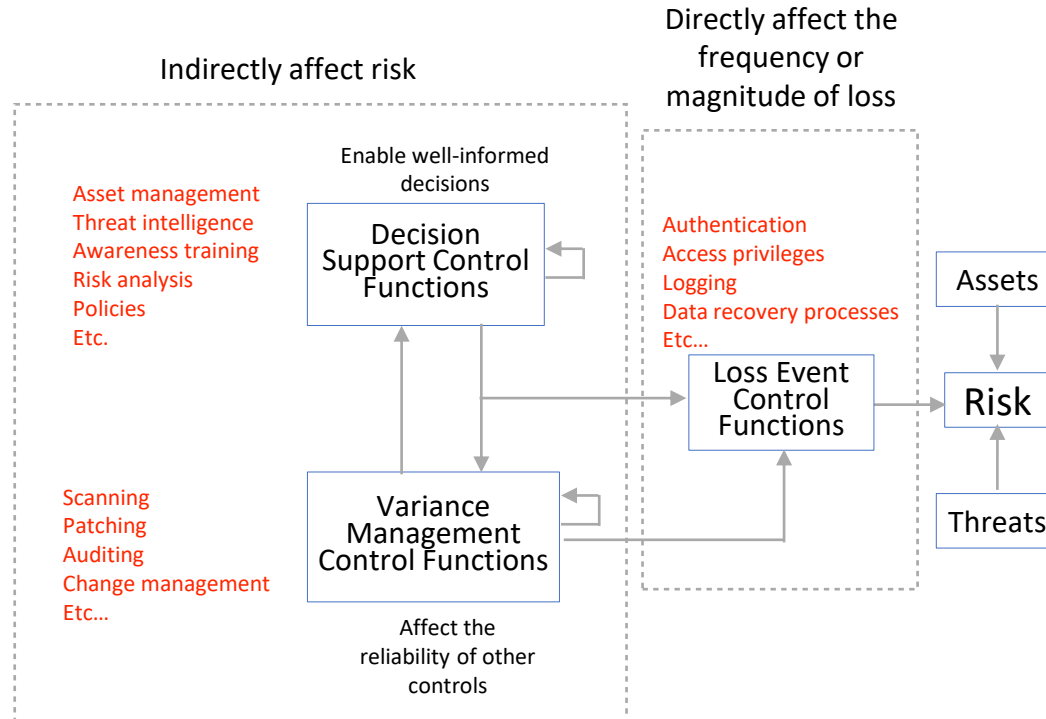 Indirectly affect risk
Directly affect the
frequency or
magnitude of loss
Enable well-informed
decisions
Asset management
Threat intelligence
Awareness training
Risk analysis
Policies
Etc.
Decision
Support Control
Functions
Authentication
Access privileges
Logging
Data recovery processes
Etc...
Loss Event
Control
Functions
Assets
Risk
Threats
Scanning
Patching
Auditing
Change management
Etc...
Variance
Management
Control Functions
Affect the
reliability of other
controls